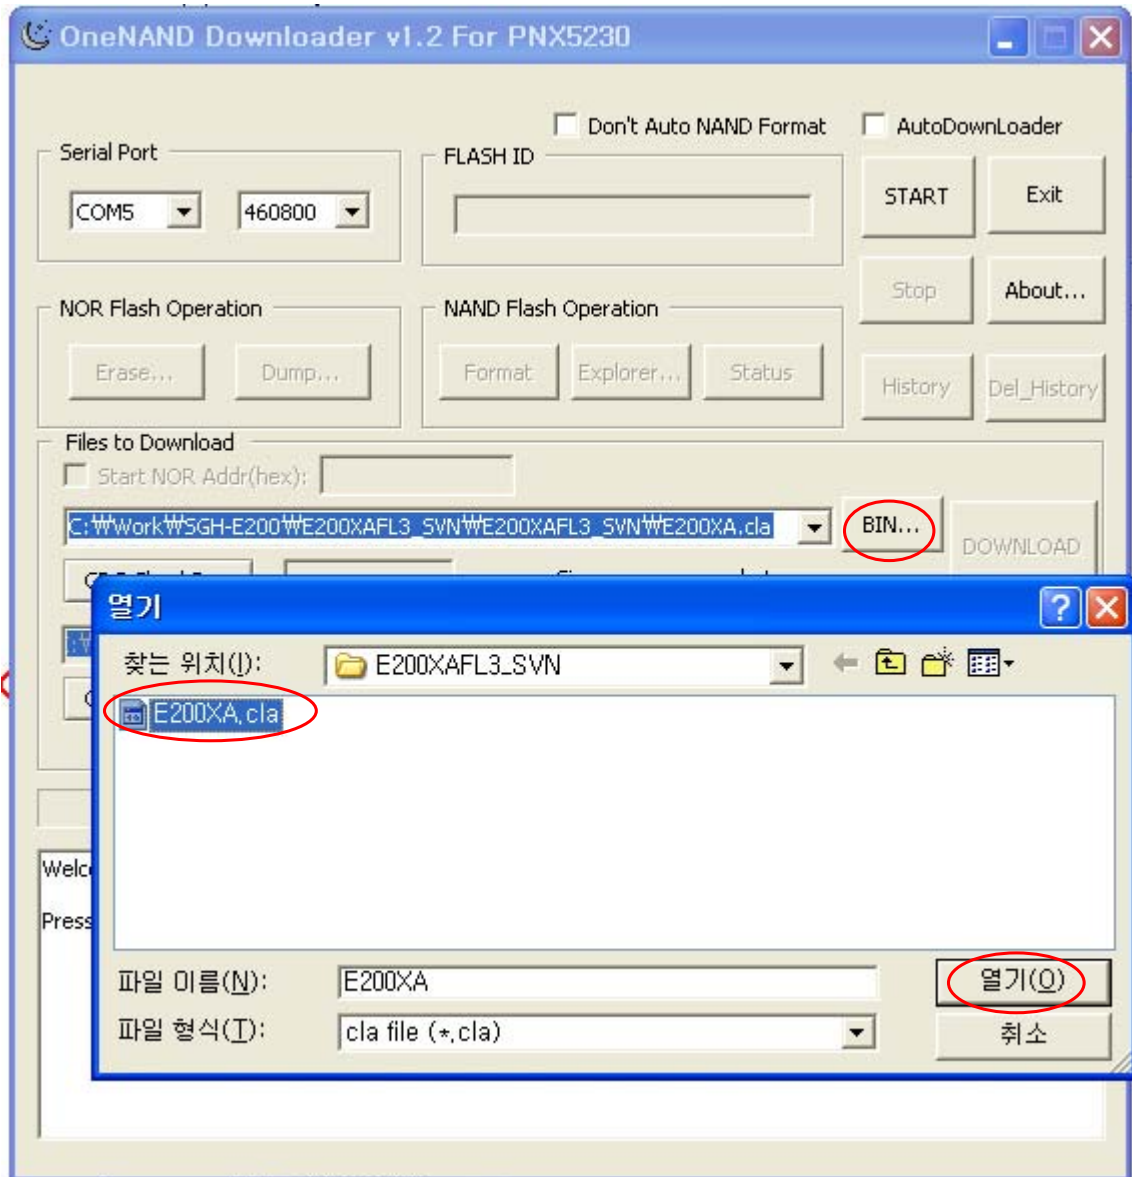 OneNAND Downloader v1.2 For PNX5230
Don't Auto NAND Format
AutoDownLoader
Serial Port
FLASH ID
COM5
460800
START
Exit
Stop
About...
NOR Flash Operation
NAND Flash Operation
Erase...
Dump...
Format
Explorer...
Status
History
Del_History
Files to Download
Start NOR Addr(hex):
C:₩Work₩SGH-E200₩E200XAFL3_SVN₩E200XAFL3_SVN₩E200XA.cla
BIN...
DOWNLOAD
열기
찾는 위치(I):
E200XAFL3_SVN
E200XA.cla
Welc
Press
파일 이름(N):
E200XA
열기(O)
파일 형식(T):
cla file (*.cla)
취소